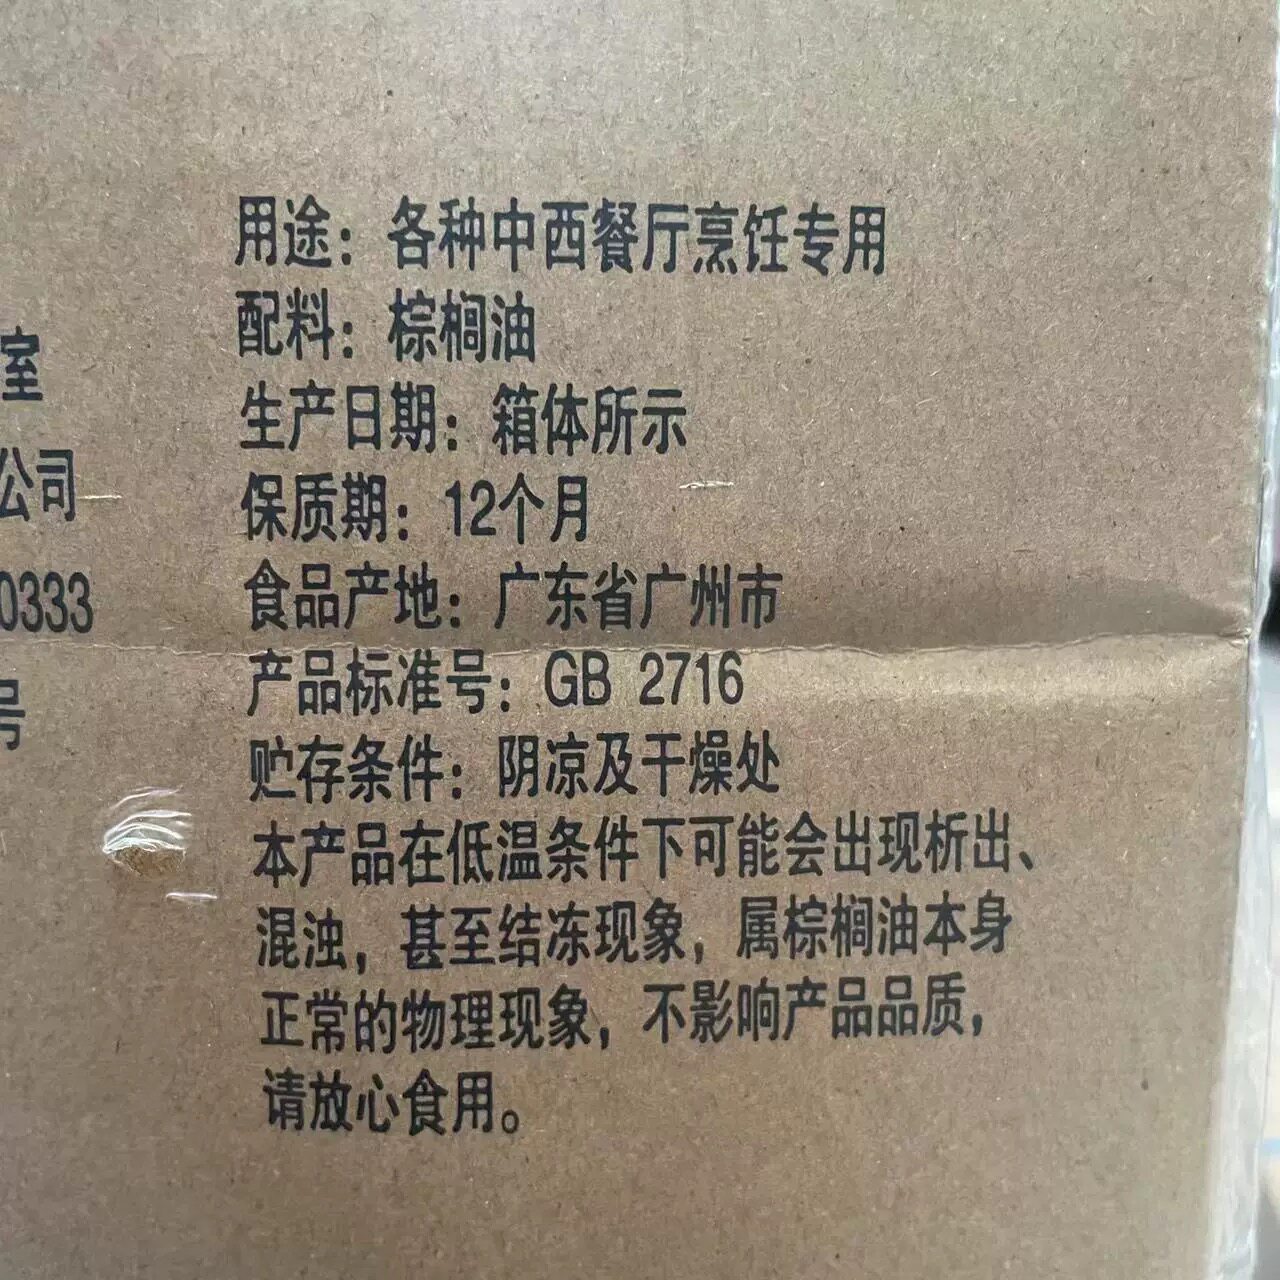 用途：各种中西餐厅烹饪专用
配料：棕榈油
生产日期：箱体所示
保质期：12个月
食品产地：广东省广州市
产品标准号：GB 2716
贮存条件：阴凉及干燥处
本产品在低温条件下可能会出现析出、
混浊，甚至结冻现象，属棕榈油本身
正常的物理现象，不影响产品品质，
请放心食用。
室
公司
0333
号